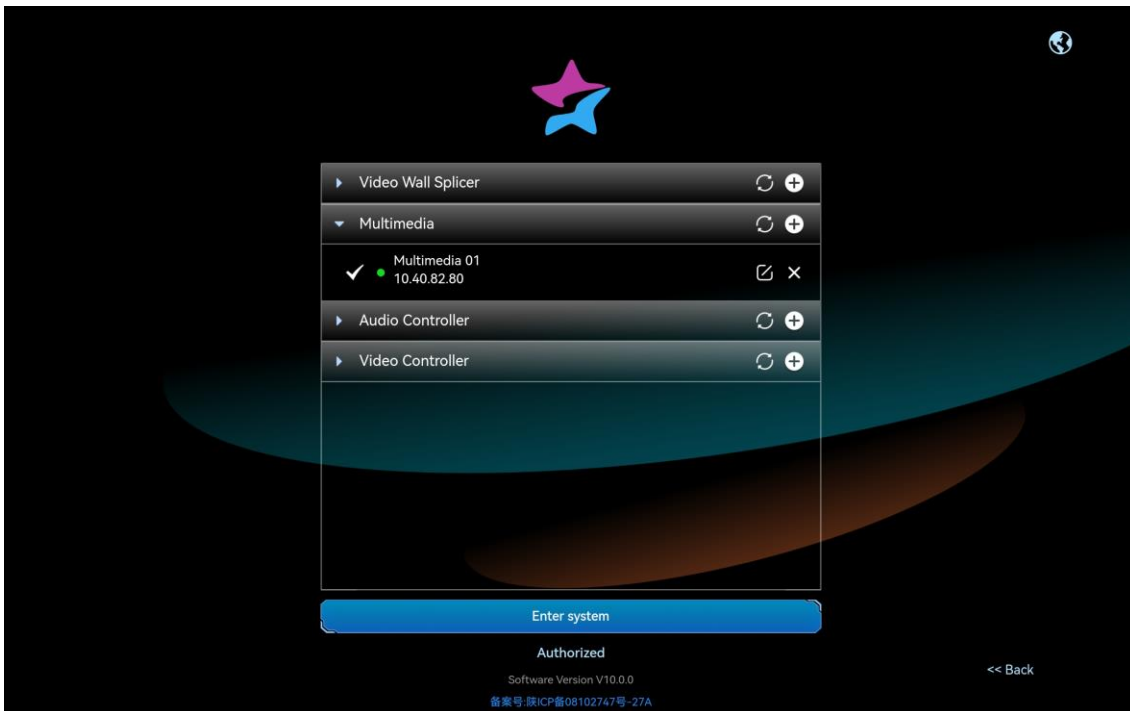 Video Wall Splicer
Multimedia
Multimedia 01
10.40.82.80
Audio Controller
Video Controller
Enter system
Authorized
<< Back
Software Version V10.0.0
备案号:陕ICP备08102747号-27A